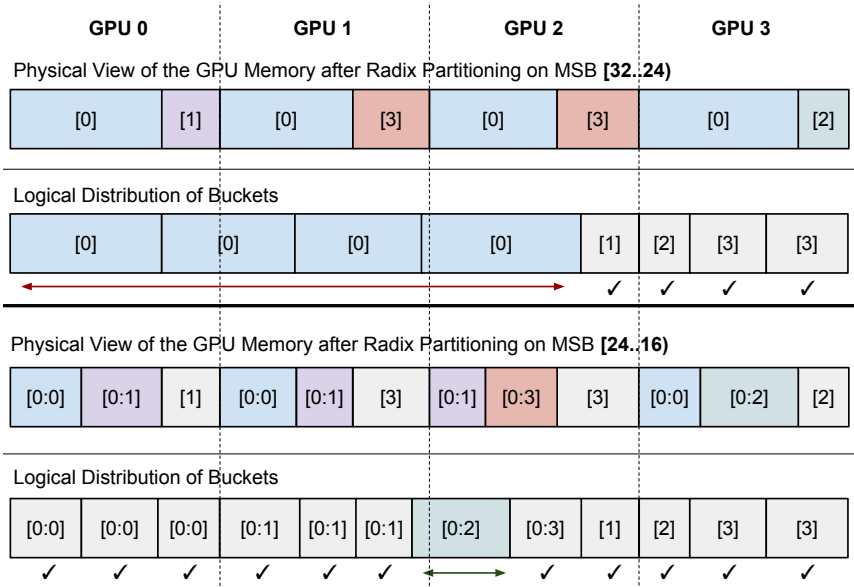 GPU 0 GPU 1 GPU 2 GPU 3
Physical View of the GPU Memory after Radix Partitioning on MSB [32..24)
[0] [1] [0] [3] [0] [3] [0] [2]
Logical Distribution of Buckets
[0] [0] [0] [0] [1] [2] [3] [3]
✓ ✓ ✓ ✓
Physical View of the GPU Memory after Radix Partitioning on MSB [24..16)
[0:0] [0:1] [1] [0:0] [0:1] [3] [0:1] [0:3] [3] [0:0] [0:2] [2]
Logical Distribution of Buckets
[0:0] [0:0] [0:0] [0:1] [0:1] [0:1] [0:2] [0:3] [1] [2] [3] [3]
✓ ✓ ✓ ✓ ✓ ✓ ✓ ✓ ✓ ✓ ✓